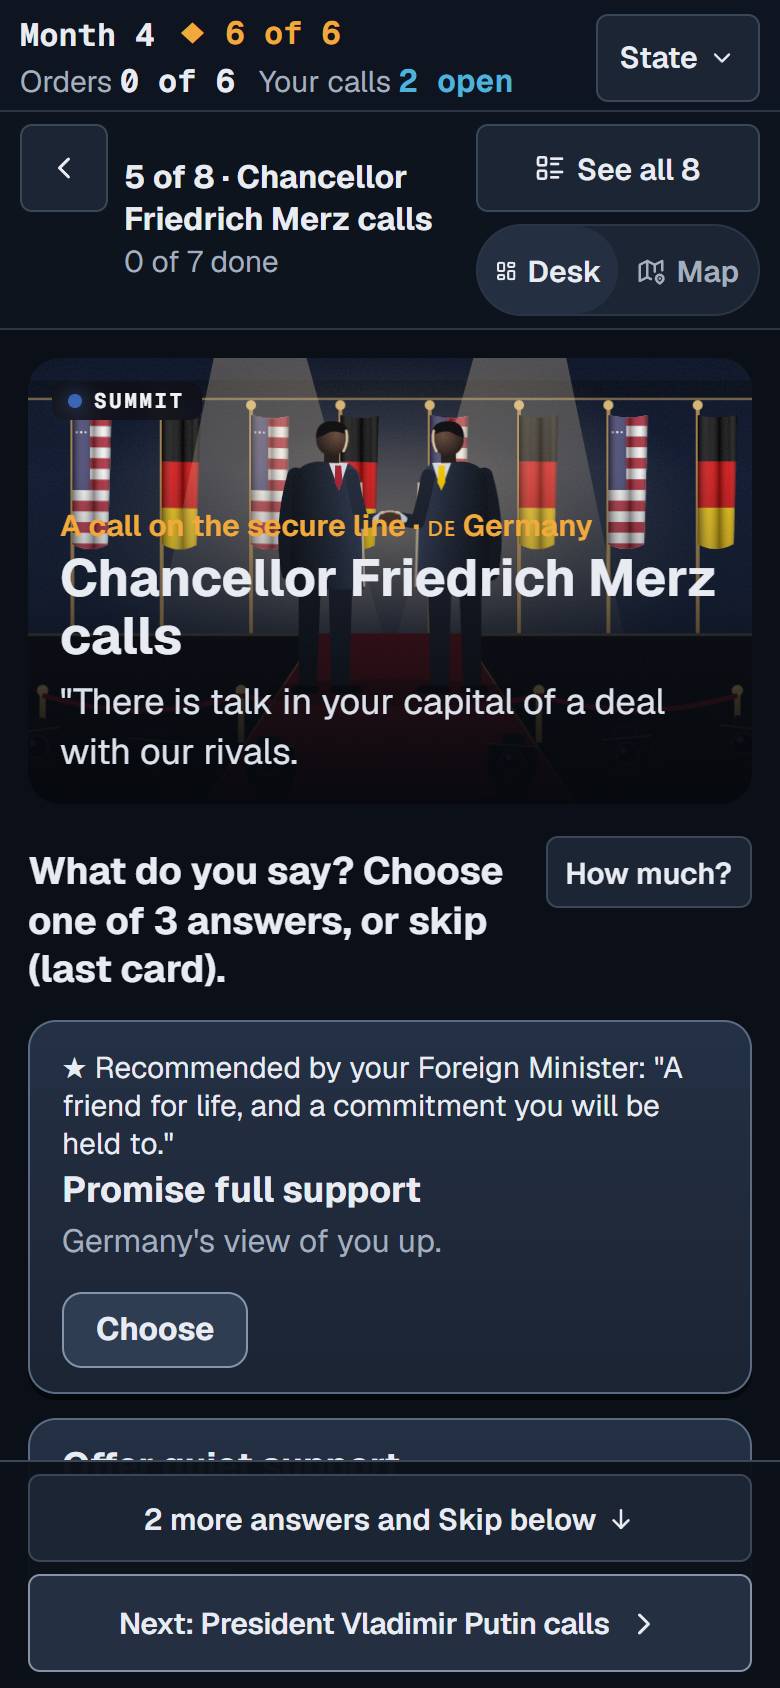 Month 4 ◆ 6 of 6
Orders 0 of 6 Your calls 2 open
State
5 of 8 · Chancellor
Friedrich Merz calls
0 of 7 done
See all 8
Desk
Map
SUMMIT
A call on the secure line · DE Germany
Chancellor Friedrich Merz
calls
"There is talk in your capital of a deal
with our rivals.
What do you say? Choose
one of 3 answers, or skip
(last card).
How much?
★ Recommended by your Foreign Minister: "A
friend for life, and a commitment you will be
held to."
Promise full support
Germany's view of you up.
Choose
Offer quiet support
2 more answers and Skip below ↓
Next: President Vladimir Putin calls